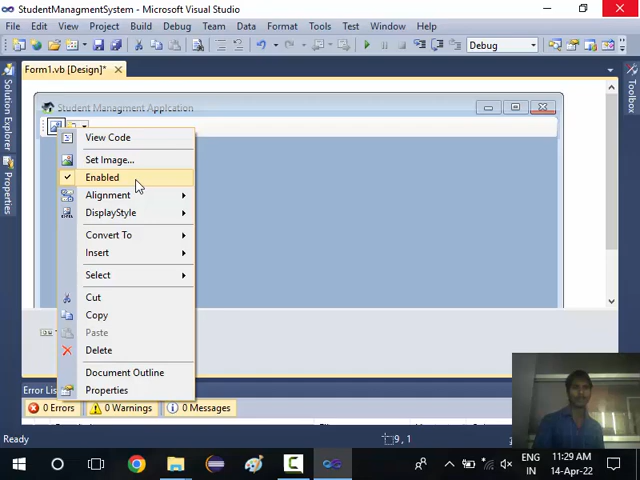 StudentManagmentSystem - Microsoft Visual Studio
File Edit View Project Build Debug Team Data Format Tools Test Window Help
Debug
Form1.vb [Design]*
Solution Explorer
Properties
Toolbox
Student Managment Application
View Code
Set Image...
Enabled
Alignment
DisplayStyle
Convert To
Insert
Select
Cut
Copy
Paste
Delete
Document Outline
Properties
Error Lis
0 Errors 0 Warnings 0 Messages
Ready 9 , 1
ENG 11:29 AM
IN 14-Apr-22